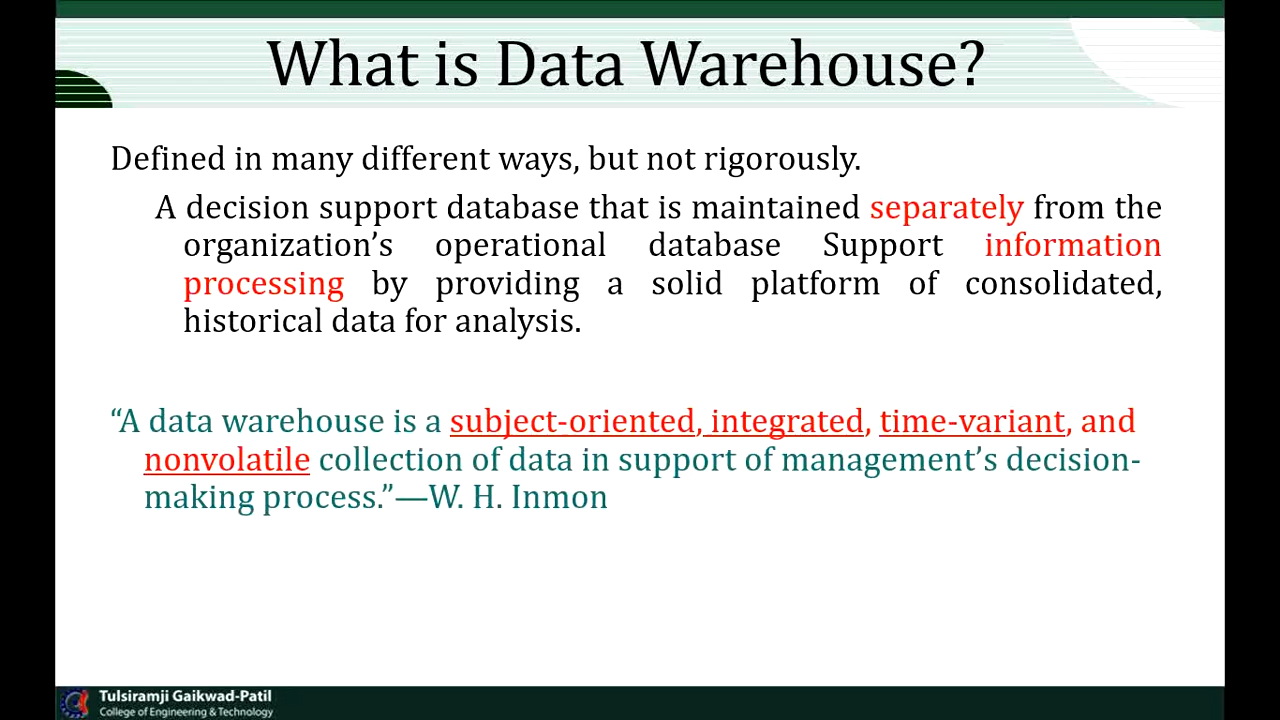 What is Data Warehouse?
Defined in many different ways, but not rigorously.
A decision support database that is maintained separately from the
organization’s operational database Support information
processing by providing a solid platform of consolidated,
historical data for analysis.
“A data warehouse is a subject-oriented, integrated, time-variant, and
nonvolatile collection of data in support of management’s decision-
making process.”—W. H. Inmon
Tulsiramji Gaikwad-Patil
College of Engineering & Technology